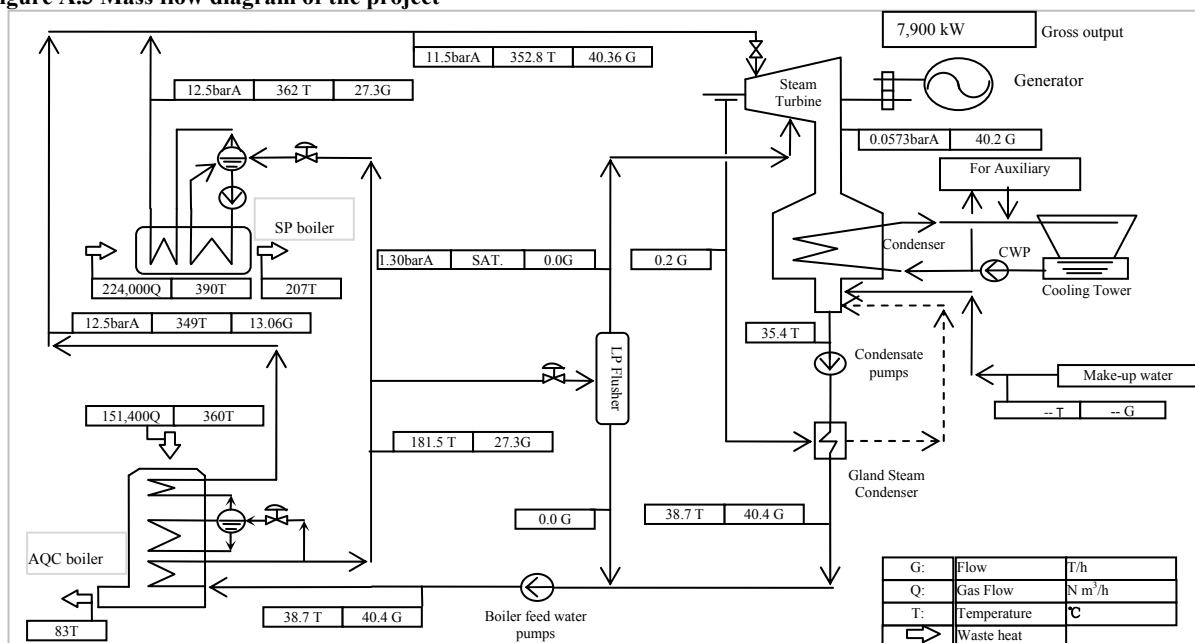 Figure A.3 Mass flow diagram of the project
7,900 kW Gross output
11.5barA 352.8 T 40.36 G
Steam
Turbine
Generator
12.5barA 362 T 27.3G
0.0573barA 40.2 G
For Auxiliary
SP boiler
1.30barA SAT. 0.0G
0.2 G
Condenser
CWP
Cooling Tower
224,000Q 390T 207T
12.5barA 349T 13.06G
35.4 T
LP Flusher
Condensate
pumps
Make-up water
-- T -- G
151,400Q 360T
181.5 T 27.3G
Gland Steam
Condenser
0.0 G
38.7 T 40.4 G
AQC boiler
83T
38.7 T 40.4 G
Boiler feed water
pumps
G: Flow T/h
Q: Gas Flow N m³/h
T: Temperature ℃
Waste heat